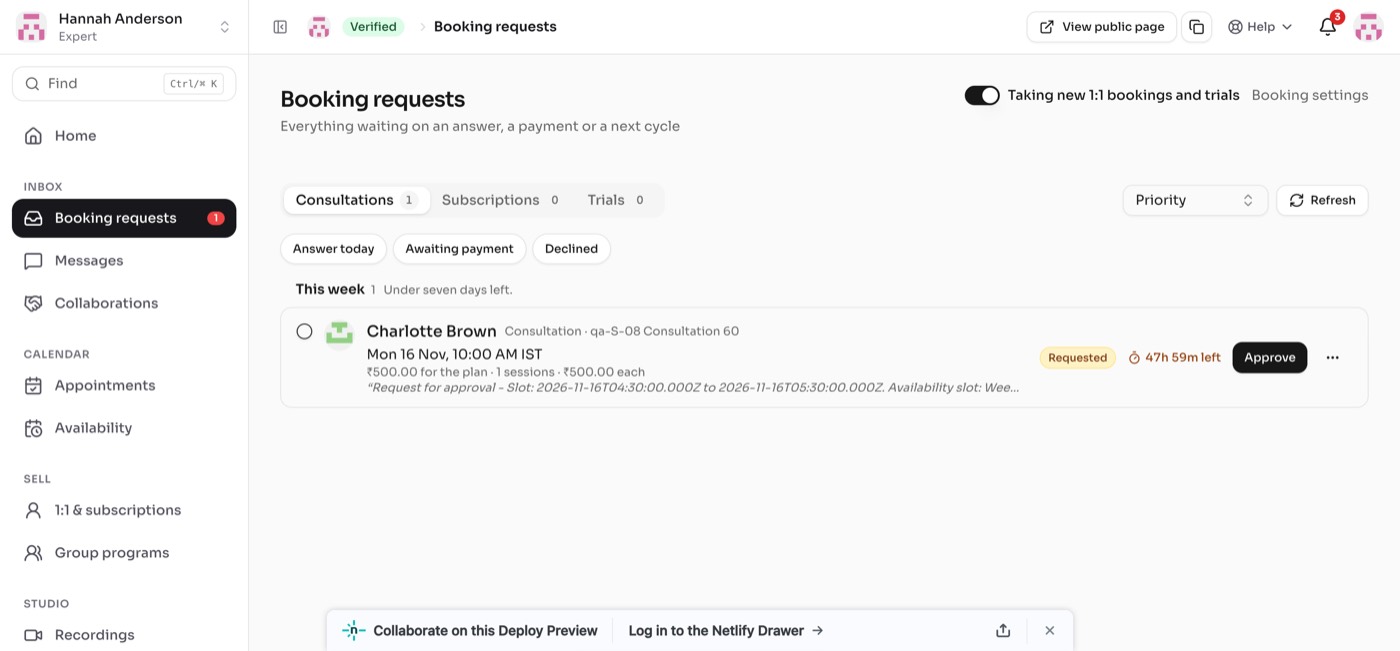 Hannah Anderson
Expert
Find
Ctrl/⌘ K
Home
INBOX
Booking requests 1
Messages
Collaborations
CALENDAR
Appointments
Availability
SELL
1:1 & subscriptions
Group programs
STUDIO
Recordings
Verified
Booking requests
View public page
Help
3
Booking requests
Everything waiting on an answer, a payment or a next cycle
Taking new 1:1 bookings and trials
Booking settings
Consultations 1
Subscriptions 0
Trials 0
Priority
Refresh
Answer today
Awaiting payment
Declined
This week 1 Under seven days left.
Charlotte Brown Consultation · qa-S-08 Consultation 60
Mon 16 Nov, 10:00 AM IST
₹500.00 for the plan · 1 sessions · ₹500.00 each
“Request for approval - Slot: 2026-11-16T04:30:00.000Z to 2026-11-16T05:30:00.000Z. Availability slot: Wee...
Requested
47h 59m left
Approve
Collaborate on this Deploy Preview
Log in to the Netlify Drawer →